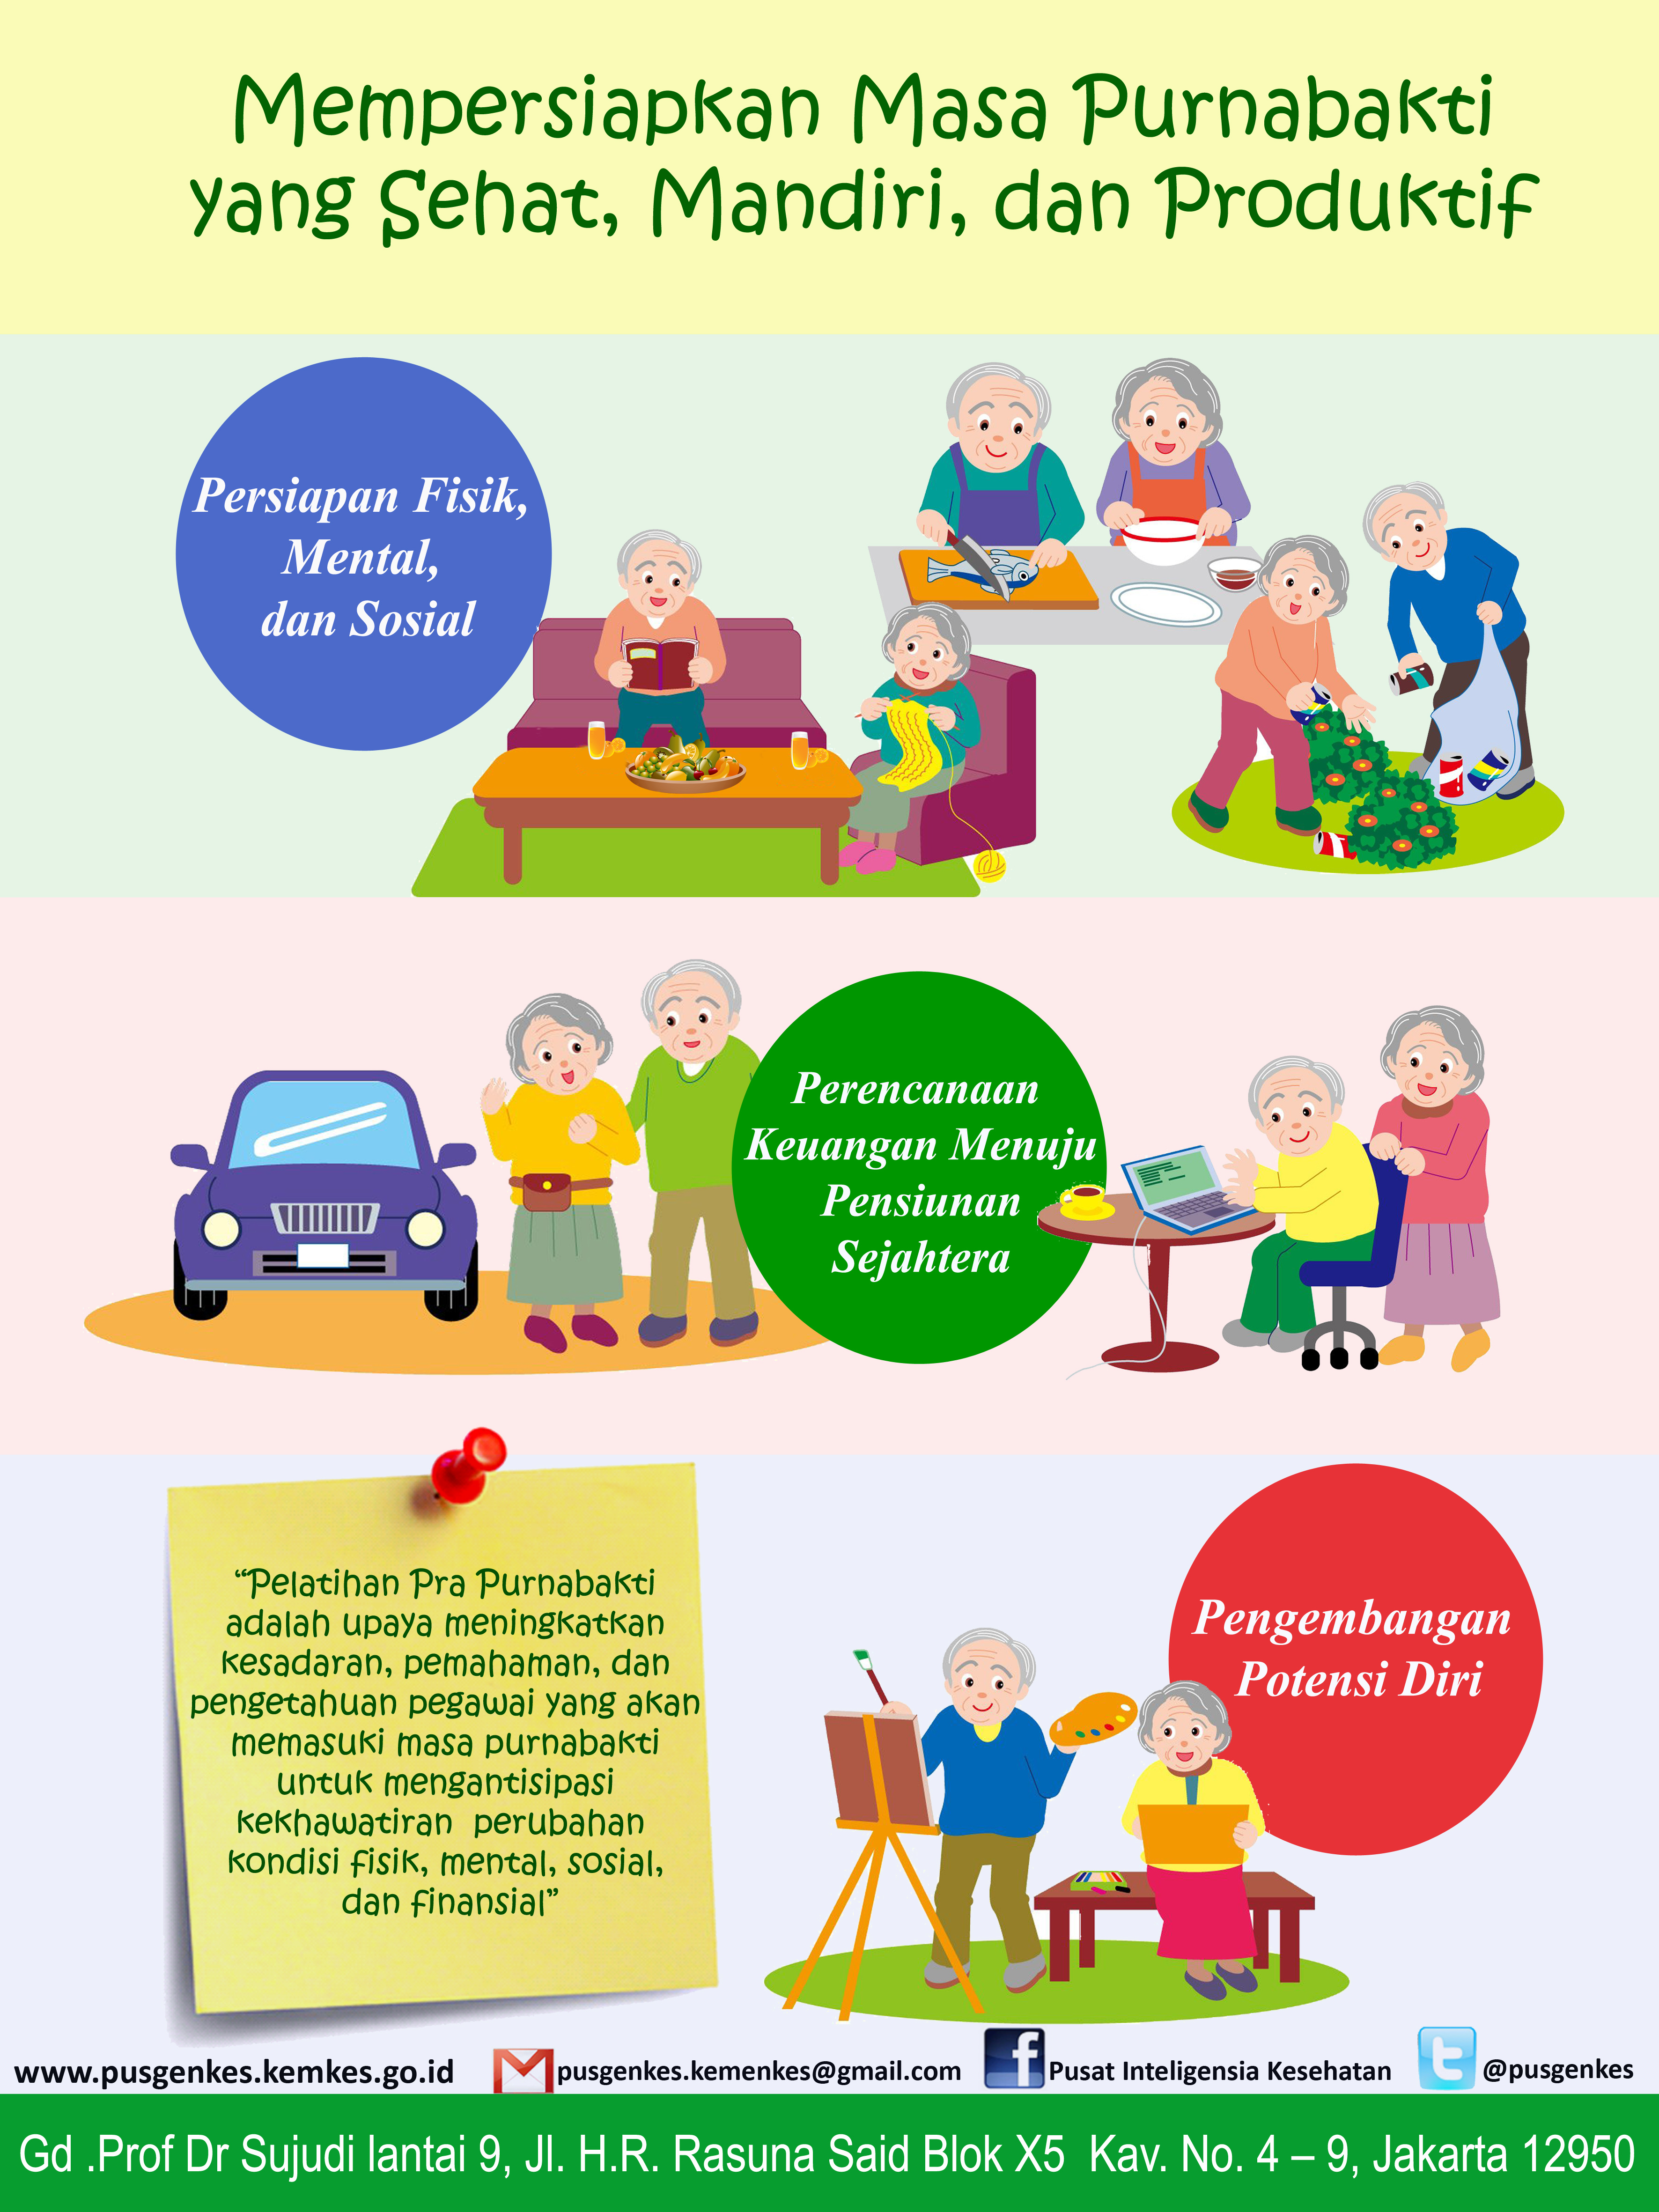 Mempersiapkan Masa Purnabakti
yang Sehat, Mandiri, dan Produktif
Persiapan Fisik,
Mental,
dan Sosial
Perencanaan
Keuangan Menuju
Pensiunan
Sejahtera
Pengembangan
Potensi Diri
“Pelatihan Pra Purnabakti
adalah upaya meningkatkan
kesadaran, pemahaman, dan
pengetahuan pegawai yang akan
memasuki masa purnabakti
untuk mengantisipasi
kekhawatiran perubahan
kondisi fisik, mental, sosial,
dan finansial”
www.pusgenkes.kemkes.go.id
pusgenkes.kemenkes@gmail.com
Pusat Inteligensia Kesehatan
@pusgenkes
Gd .Prof Dr Sujudi lantai 9, Jl. H.R. Rasuna Said Blok X5 Kav. No. 4 – 9, Jakarta 12950